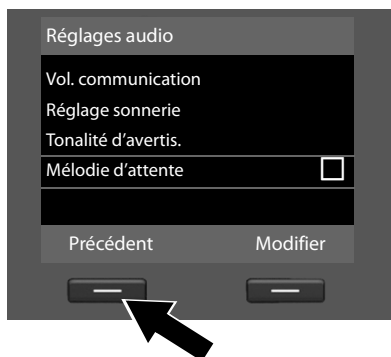 Réglages audio
Vol. communication
Réglage sonnerie
Tonalité d’avertis.
Mélodie d’attente
Précédent Modifier